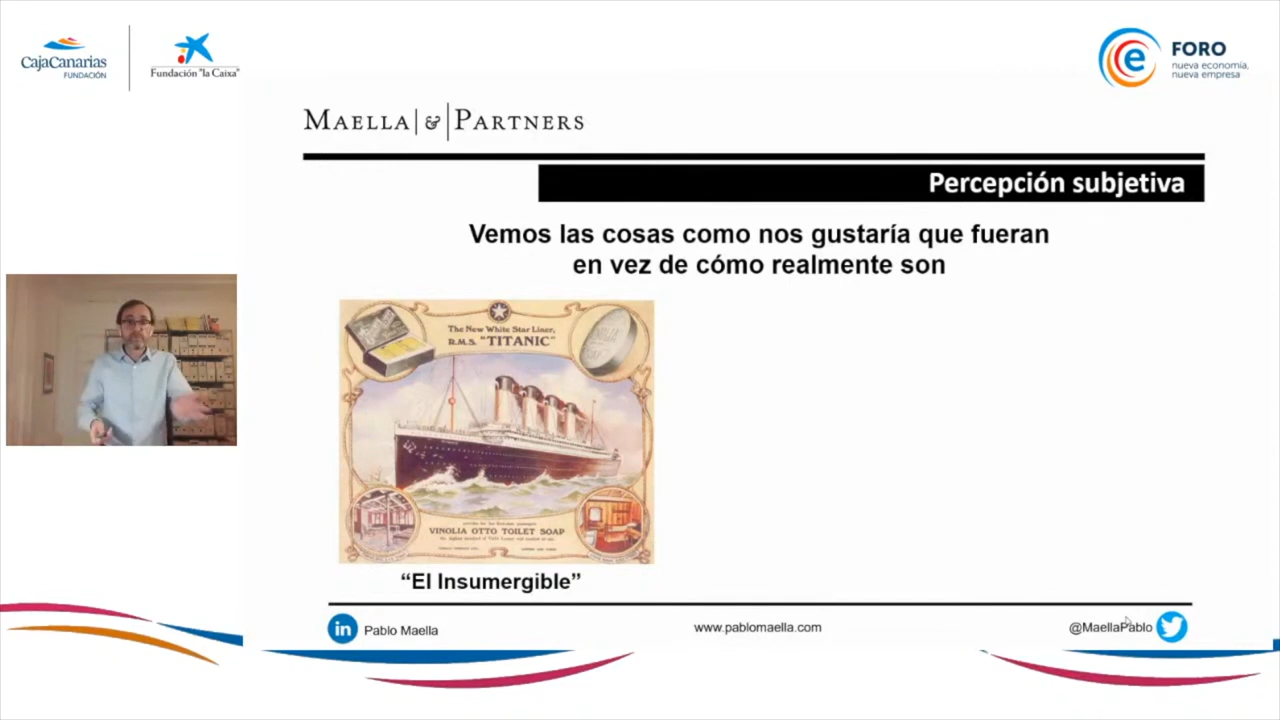 CajaCanarias
FUNDACIÓN
Fundación "la Caixa"
FORO
nueva economía,
nueva empresa
MAELLA & PARTNERS
Percepción subjetiva
Vemos las cosas como nos gustaría que fueran
en vez de cómo realmente son
The New White Star Liner,
R.M.S. "TITANIC"
VINOLIA OTTO TOILET SOAP
“El Insumergible”
in Pablo Maella
www.pablomaella.com
@MaellaPablo